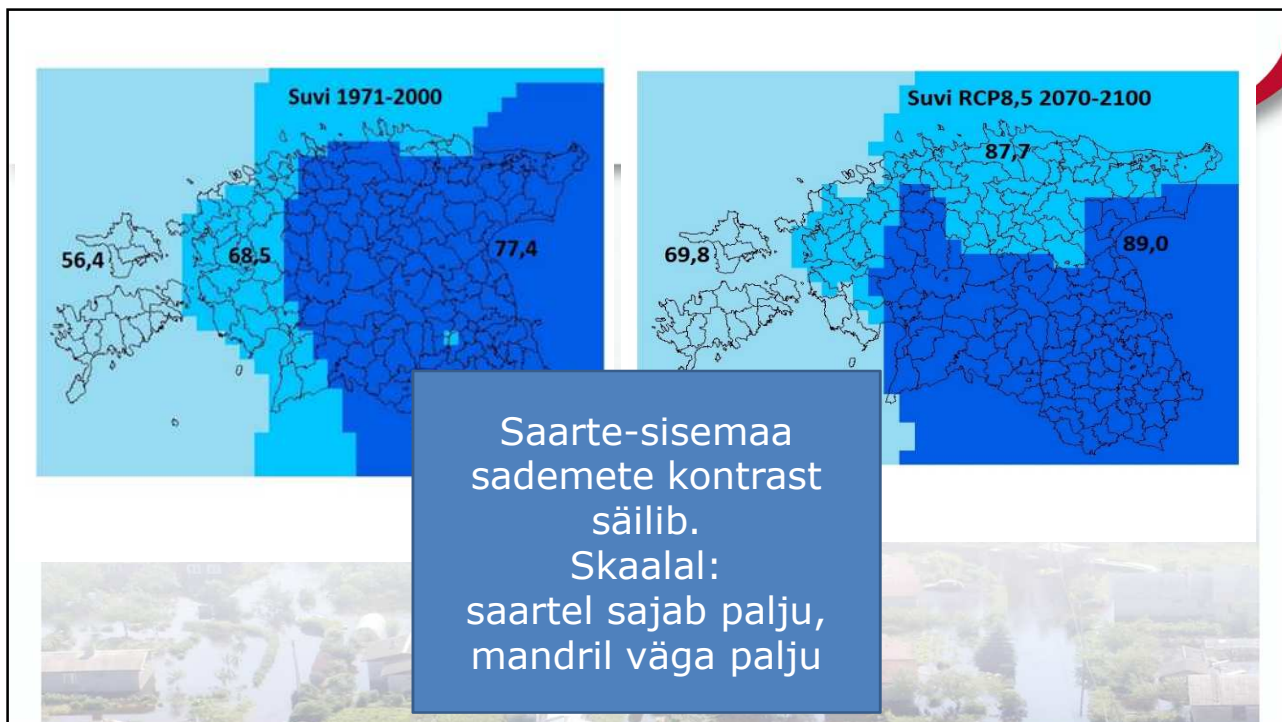 Suvi 1971-2000
56,4
68,5
77,4
Suvi RCP8,5 2070-2100
87,7
69,8
89,0
Saarte-sisemaa
sademete kontrast
säilib.
Skaalal:
saartel sajab palju,
mandril väga palju